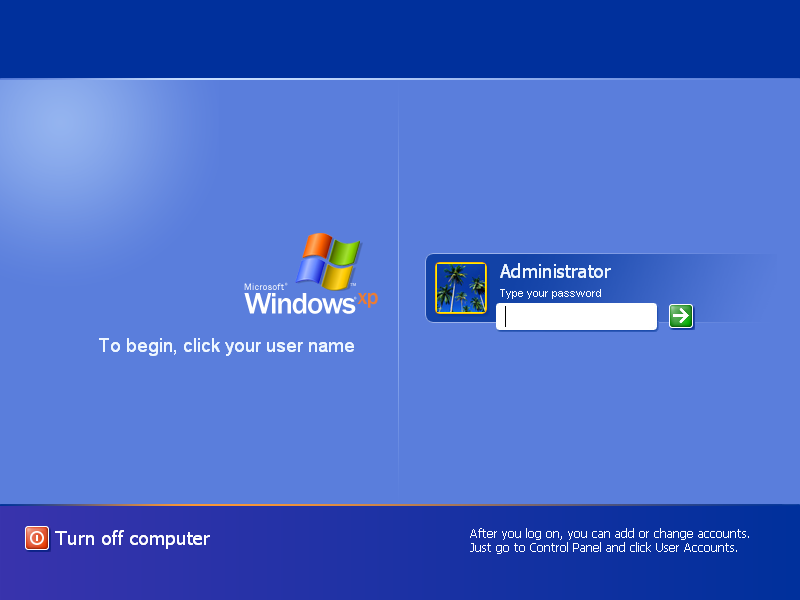 Microsoft®
Windows xp ™
To begin, click your user name
Administrator
Type your password
Turn off computer
After you log on, you can add or change accounts.
Just go to Control Panel and click User Accounts.